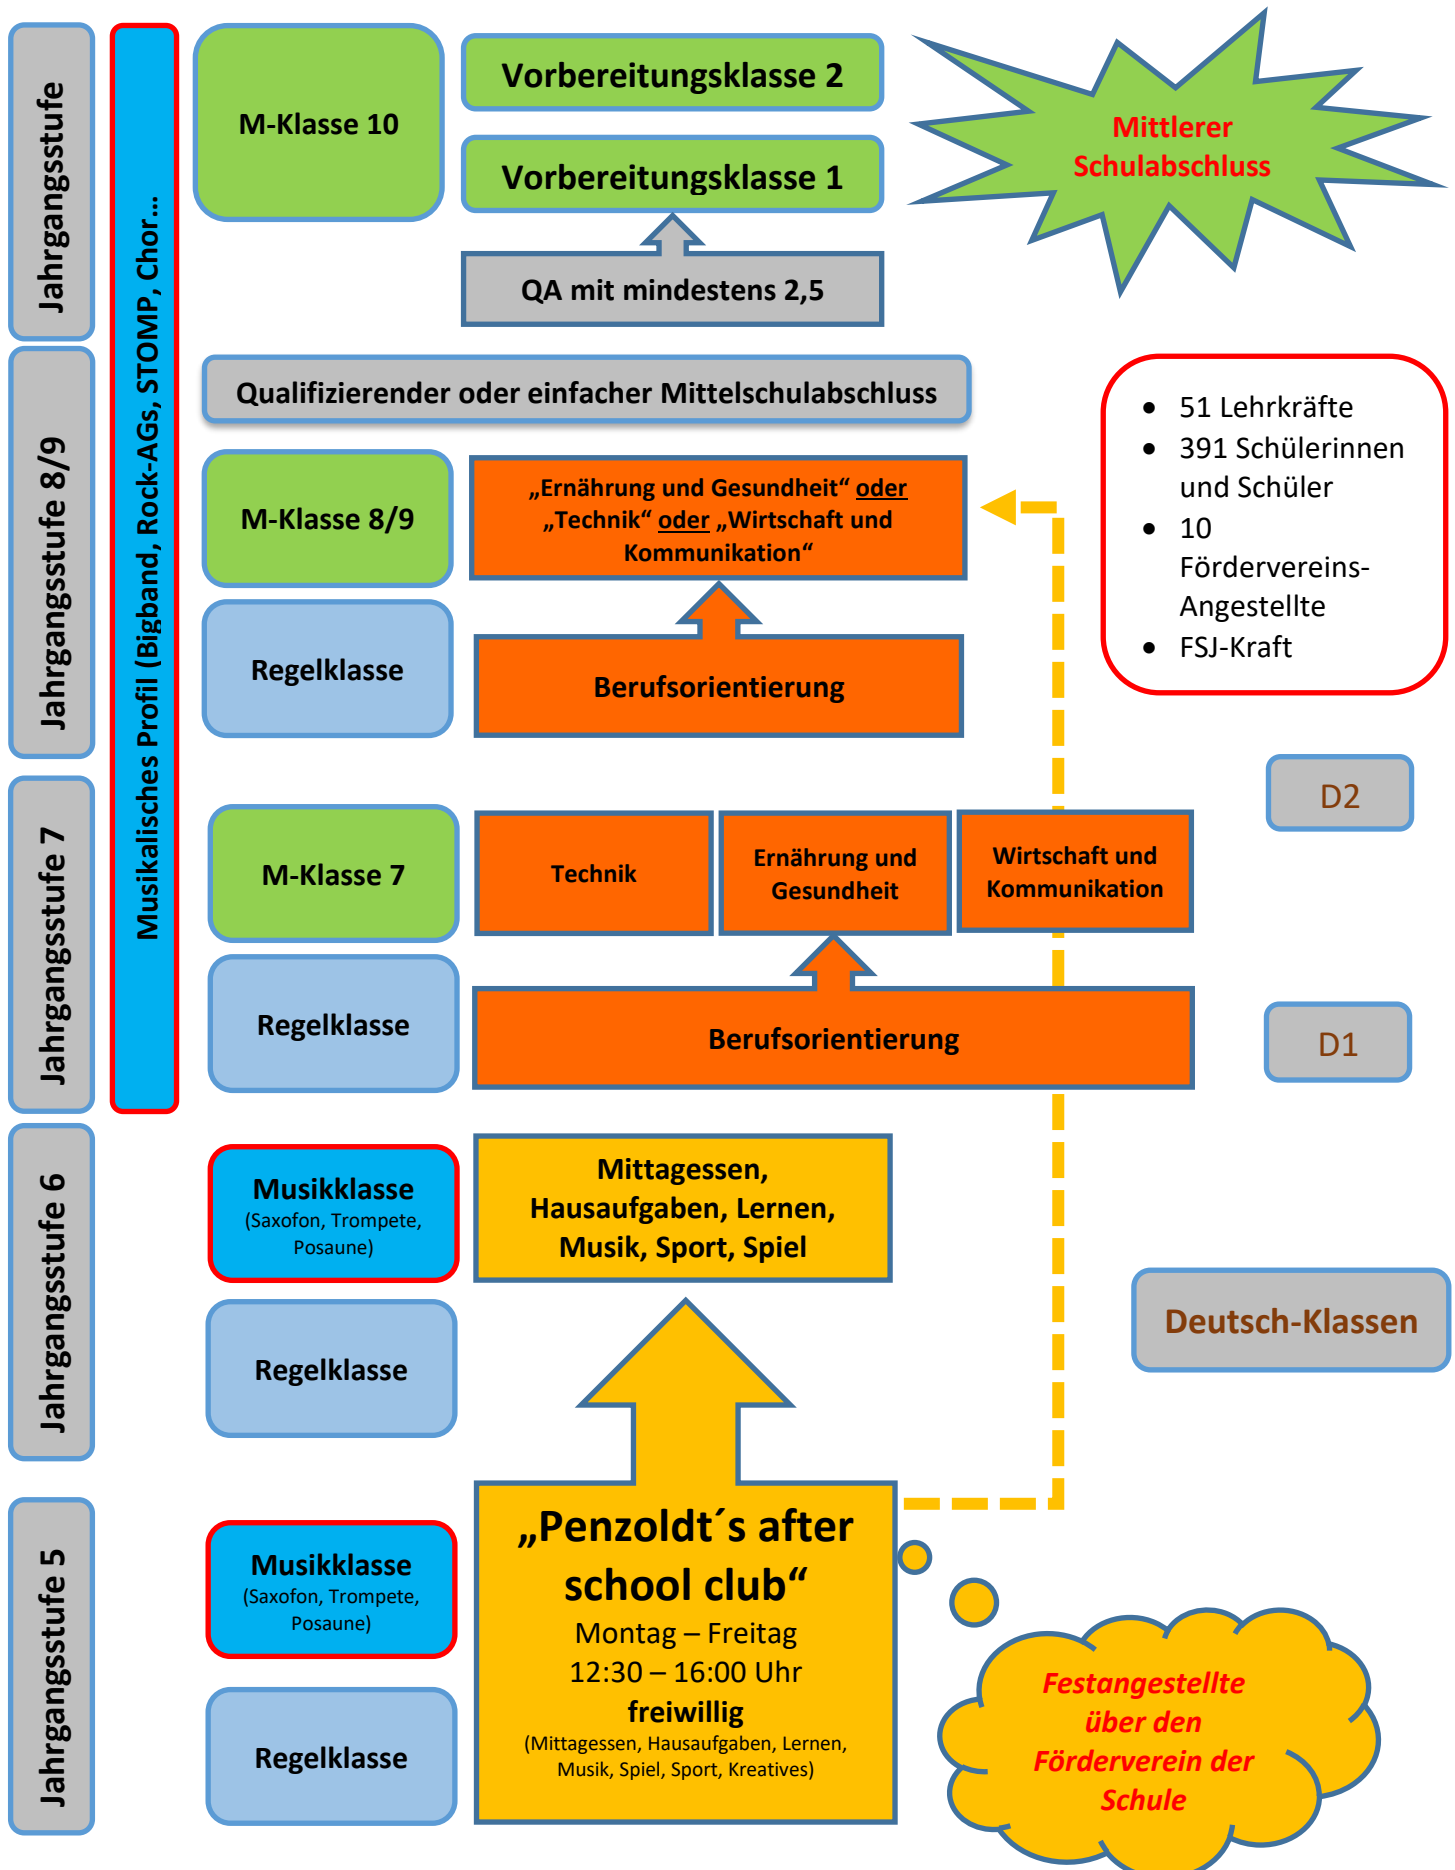 Jahrgangsstufe
Musikalisches Profil (Bigband, Rock-AGs, STOMP, Chor…
M-Klasse 10
Vorbereitungsklasse 2
Vorbereitungsklasse 1
QA mit mindestens 2,5
Mittlerer
Schulabschluss
Jahrgangsstufe 8/9
Qualifizierender oder einfacher Mittelschulabschluss
M-Klasse 8/9
„Ernährung und Gesundheit“ oder
„Technik“ oder „Wirtschaft und
Kommunikation“
Regelklasse
Berufsorientierung
• 51 Lehrkräfte
• 391 Schülerinnen
und Schüler
• 10
Fördervereins-
Angestellte
• FSJ-Kraft
D2
Jahrgangsstufe 7
M-Klasse 7
Technik
Ernährung und
Gesundheit
Wirtschaft und
Kommunikation
Regelklasse
Berufsorientierung
D1
Jahrgangsstufe 6
Musikklasse
(Saxofon, Trompete,
Posaune)
Mittagessen,
Hausaufgaben, Lernen,
Musik, Sport, Spiel
Regelklasse
Deutsch-Klassen
Jahrgangsstufe 5
Musikklasse
(Saxofon, Trompete,
Posaune)
Regelklasse
„Penzoldt´s after
school club“
Montag – Freitag
12:30 – 16:00 Uhr
freiwillig
(Mittagessen, Hausaufgaben, Lernen,
Musik, Spiel, Sport, Kreatives)
Festangestellte
über den
Förderverein der
Schule